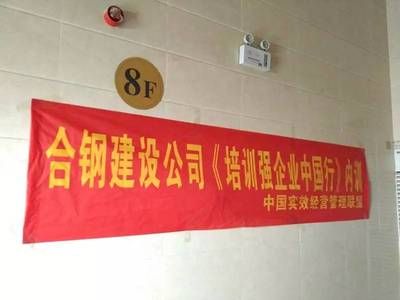 8F
合钢建设公司《培训强企业中国行》内训
中国实效经营管理联盟